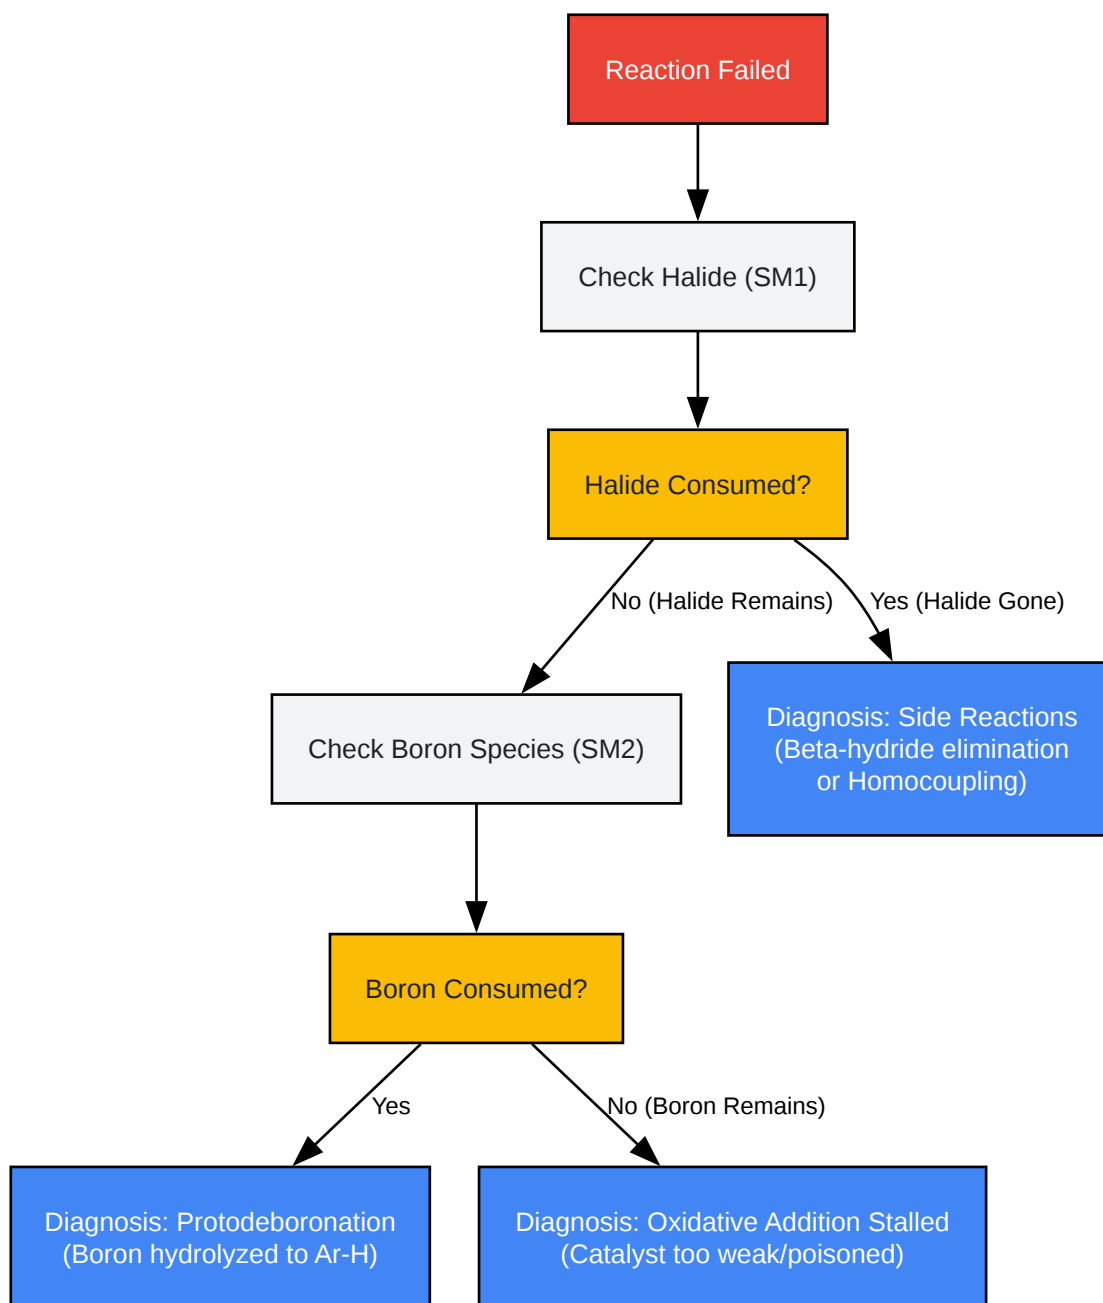 Reaction Failed
Check Halide (SM1)
Halide Consumed?
No (Halide Remains)
Yes (Halide Gone)
Check Boron Species (SM2)
Diagnosis: Side Reactions
(Beta-hydride elimination
or Homocoupling)
Boron Consumed?
Yes
No (Boron Remains)
Diagnosis: Protodeboronation
(Boron hydrolyzed to Ar-H)
Diagnosis: Oxidative Addition Stalled
(Catalyst too weak/poisoned)